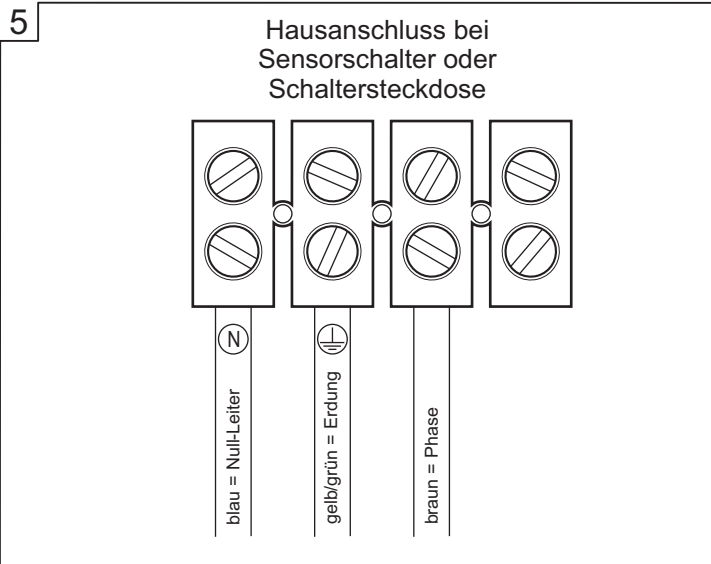 5
Hausanschluss bei
Sensorschalter oder
Schaltersteckdose
N
blau = Null-Leiter
gelb/grün = Erdung
braun = Phase